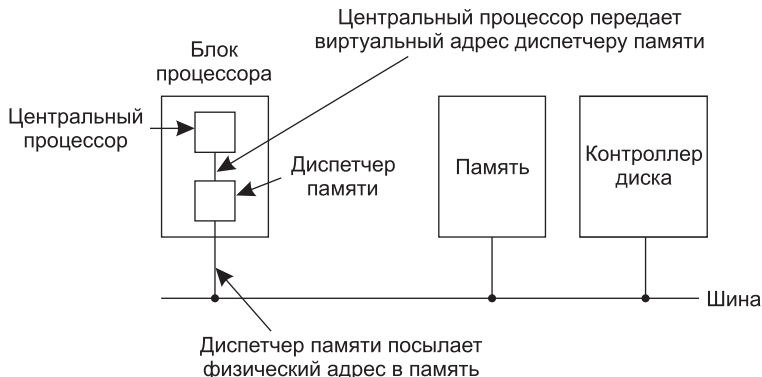 Центральный процессор передает
виртуальный адрес диспетчеру памяти
Блок
процессора
Центральный
процессор
Диспетчер
памяти
Память
Контроллер
диска
Шина
Диспетчер памяти посылает
физический адрес в память